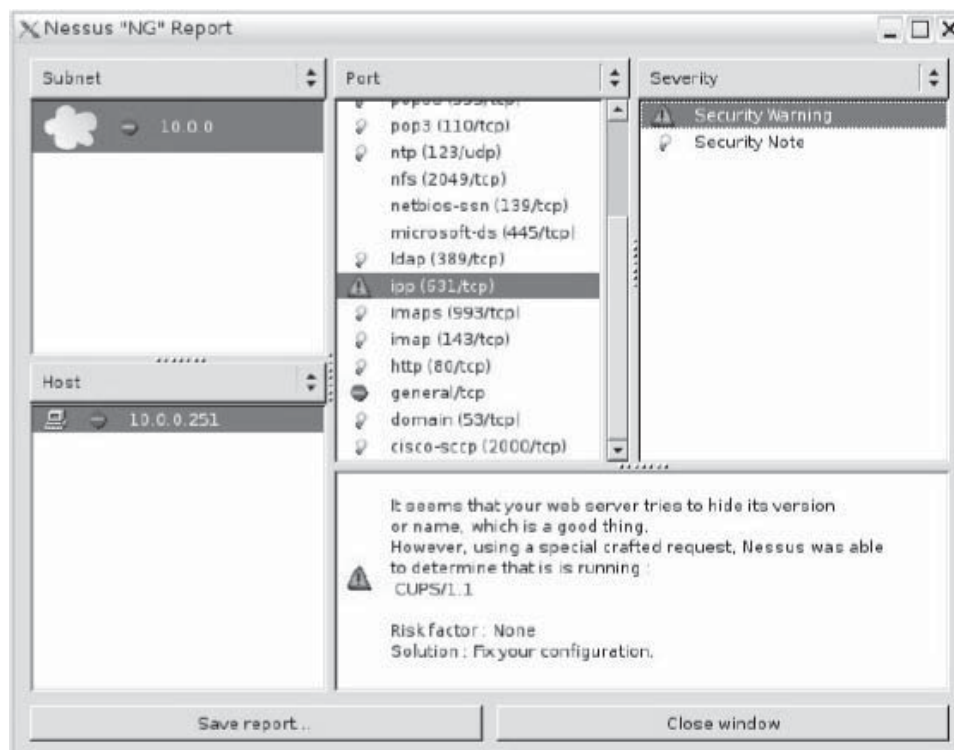 Nessus "NG" Report
Subnet
10.0.0
Host
10.0.0.251
Port
pop3 (110/tcp)
ntp (123/udp)
nfs (2049/tcp)
netbios-ssn (139/tcp)
microsoft-ds (445/tcp)
ldap (389/tcp)
ipp (631/tcp)
imaps (993/tcp)
imap (143/tcp)
http (80/tcp)
general/tcp
domain (53/tcp)
cisco-sccp (2000/tcp)
Severity
Security Warning
Security Note
It seems that your web server tries to hide its version
or name, which is a good thing.
However, using a special crafted request, Nessus was able
to determine that is is running :
CUPS/1.1
Risk factor : None
Solution : Fix your configuration.
Save report...
Close window